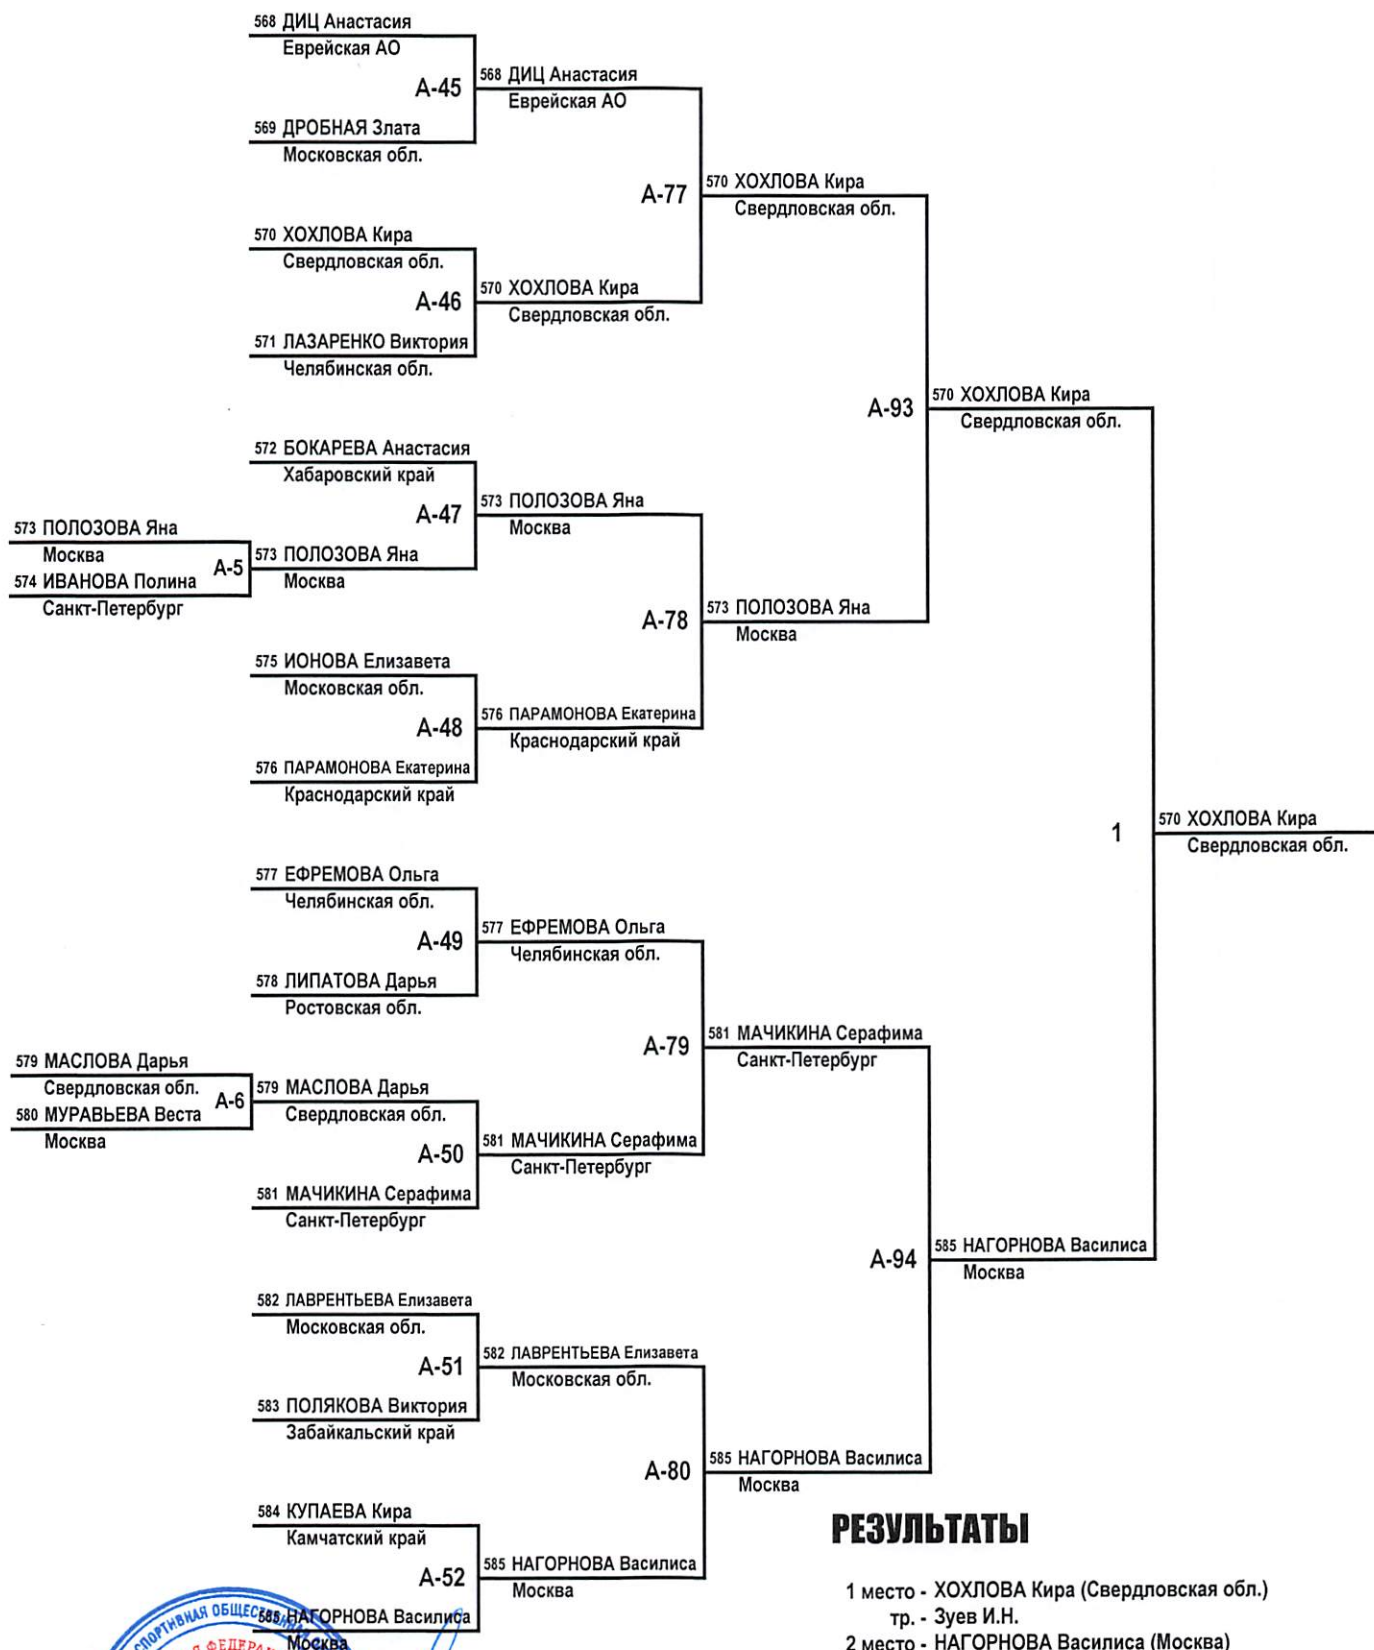 568 ДИЦ Анастасия
Еврейская АО
А-45
568 ДИЦ Анастасия
Еврейская АО
569 ДРОБНАЯ Злата
Московская обл.
А-77
570 ХОХЛОВА Кира
Свердловская обл.
570 ХОХЛОВА Кира
Свердловская обл.
А-46
570 ХОХЛОВА Кира
Свердловская обл.
571 ЛАЗАРЕНКО Виктория
Челябинская обл.
А-93
570 ХОХЛОВА Кира
Свердловская обл.
572 БОКАРЕВА Анастасия
Хабаровский край
А-47
573 ПОЛОЗОВА Яна
Москва
573 ПОЛОЗОВА Яна
Москва
А-5
573 ПОЛОЗОВА Яна
Москва
574 ИВАНОВА Полина
Санкт-Петербург
А-78
573 ПОЛОЗОВА Яна
Москва
575 ИОНОВА Елизавета
Московская обл.
А-48
576 ПАРАМОНОВА Екатерина
Краснодарский край
576 ПАРАМОНОВА Екатерина
Краснодарский край
1
570 ХОХЛОВА Кира
Свердловская обл.
577 ЕФРЕМОВА Ольга
Челябинская обл.
А-49
577 ЕФРЕМОВА Ольга
Челябинская обл.
578 ЛИПАТОВА Дарья
Ростовская обл.
А-79
581 МАЧИКИНА Серафима
Санкт-Петербург
579 МАСЛОВА Дарья
Свердловская обл.
А-6
579 МАСЛОВА Дарья
Свердловская обл.
580 МУРАВЬЕВА Веста
Москва
А-50
581 МАЧИКИНА Серафима
Санкт-Петербург
581 МАЧИКИНА Серафима
Санкт-Петербург
А-94
585 НАГОРНОВА Василиса
Москва
582 ЛАВРЕНТЬЕВА Елизавета
Московская обл.
А-51
582 ЛАВРЕНТЬЕВА Елизавета
Московская обл.
583 ПОЛЯКОВА Виктория
Забайкальский край
А-80
585 НАГОРНОВА Василиса
Москва
584 КУПАЕВА Кира
Камчатский край
А-52
585 НАГОРНОВА Василиса
Москва
585 НАГОРНОВА Василиса
Москва
РЕЗУЛЬТАТЫ
1 место - ХОХЛОВА Кира (Свердловская обл.)
тр. - Зуев И.Н.
2 место - НАГОРНОВА Василиса (Москва)